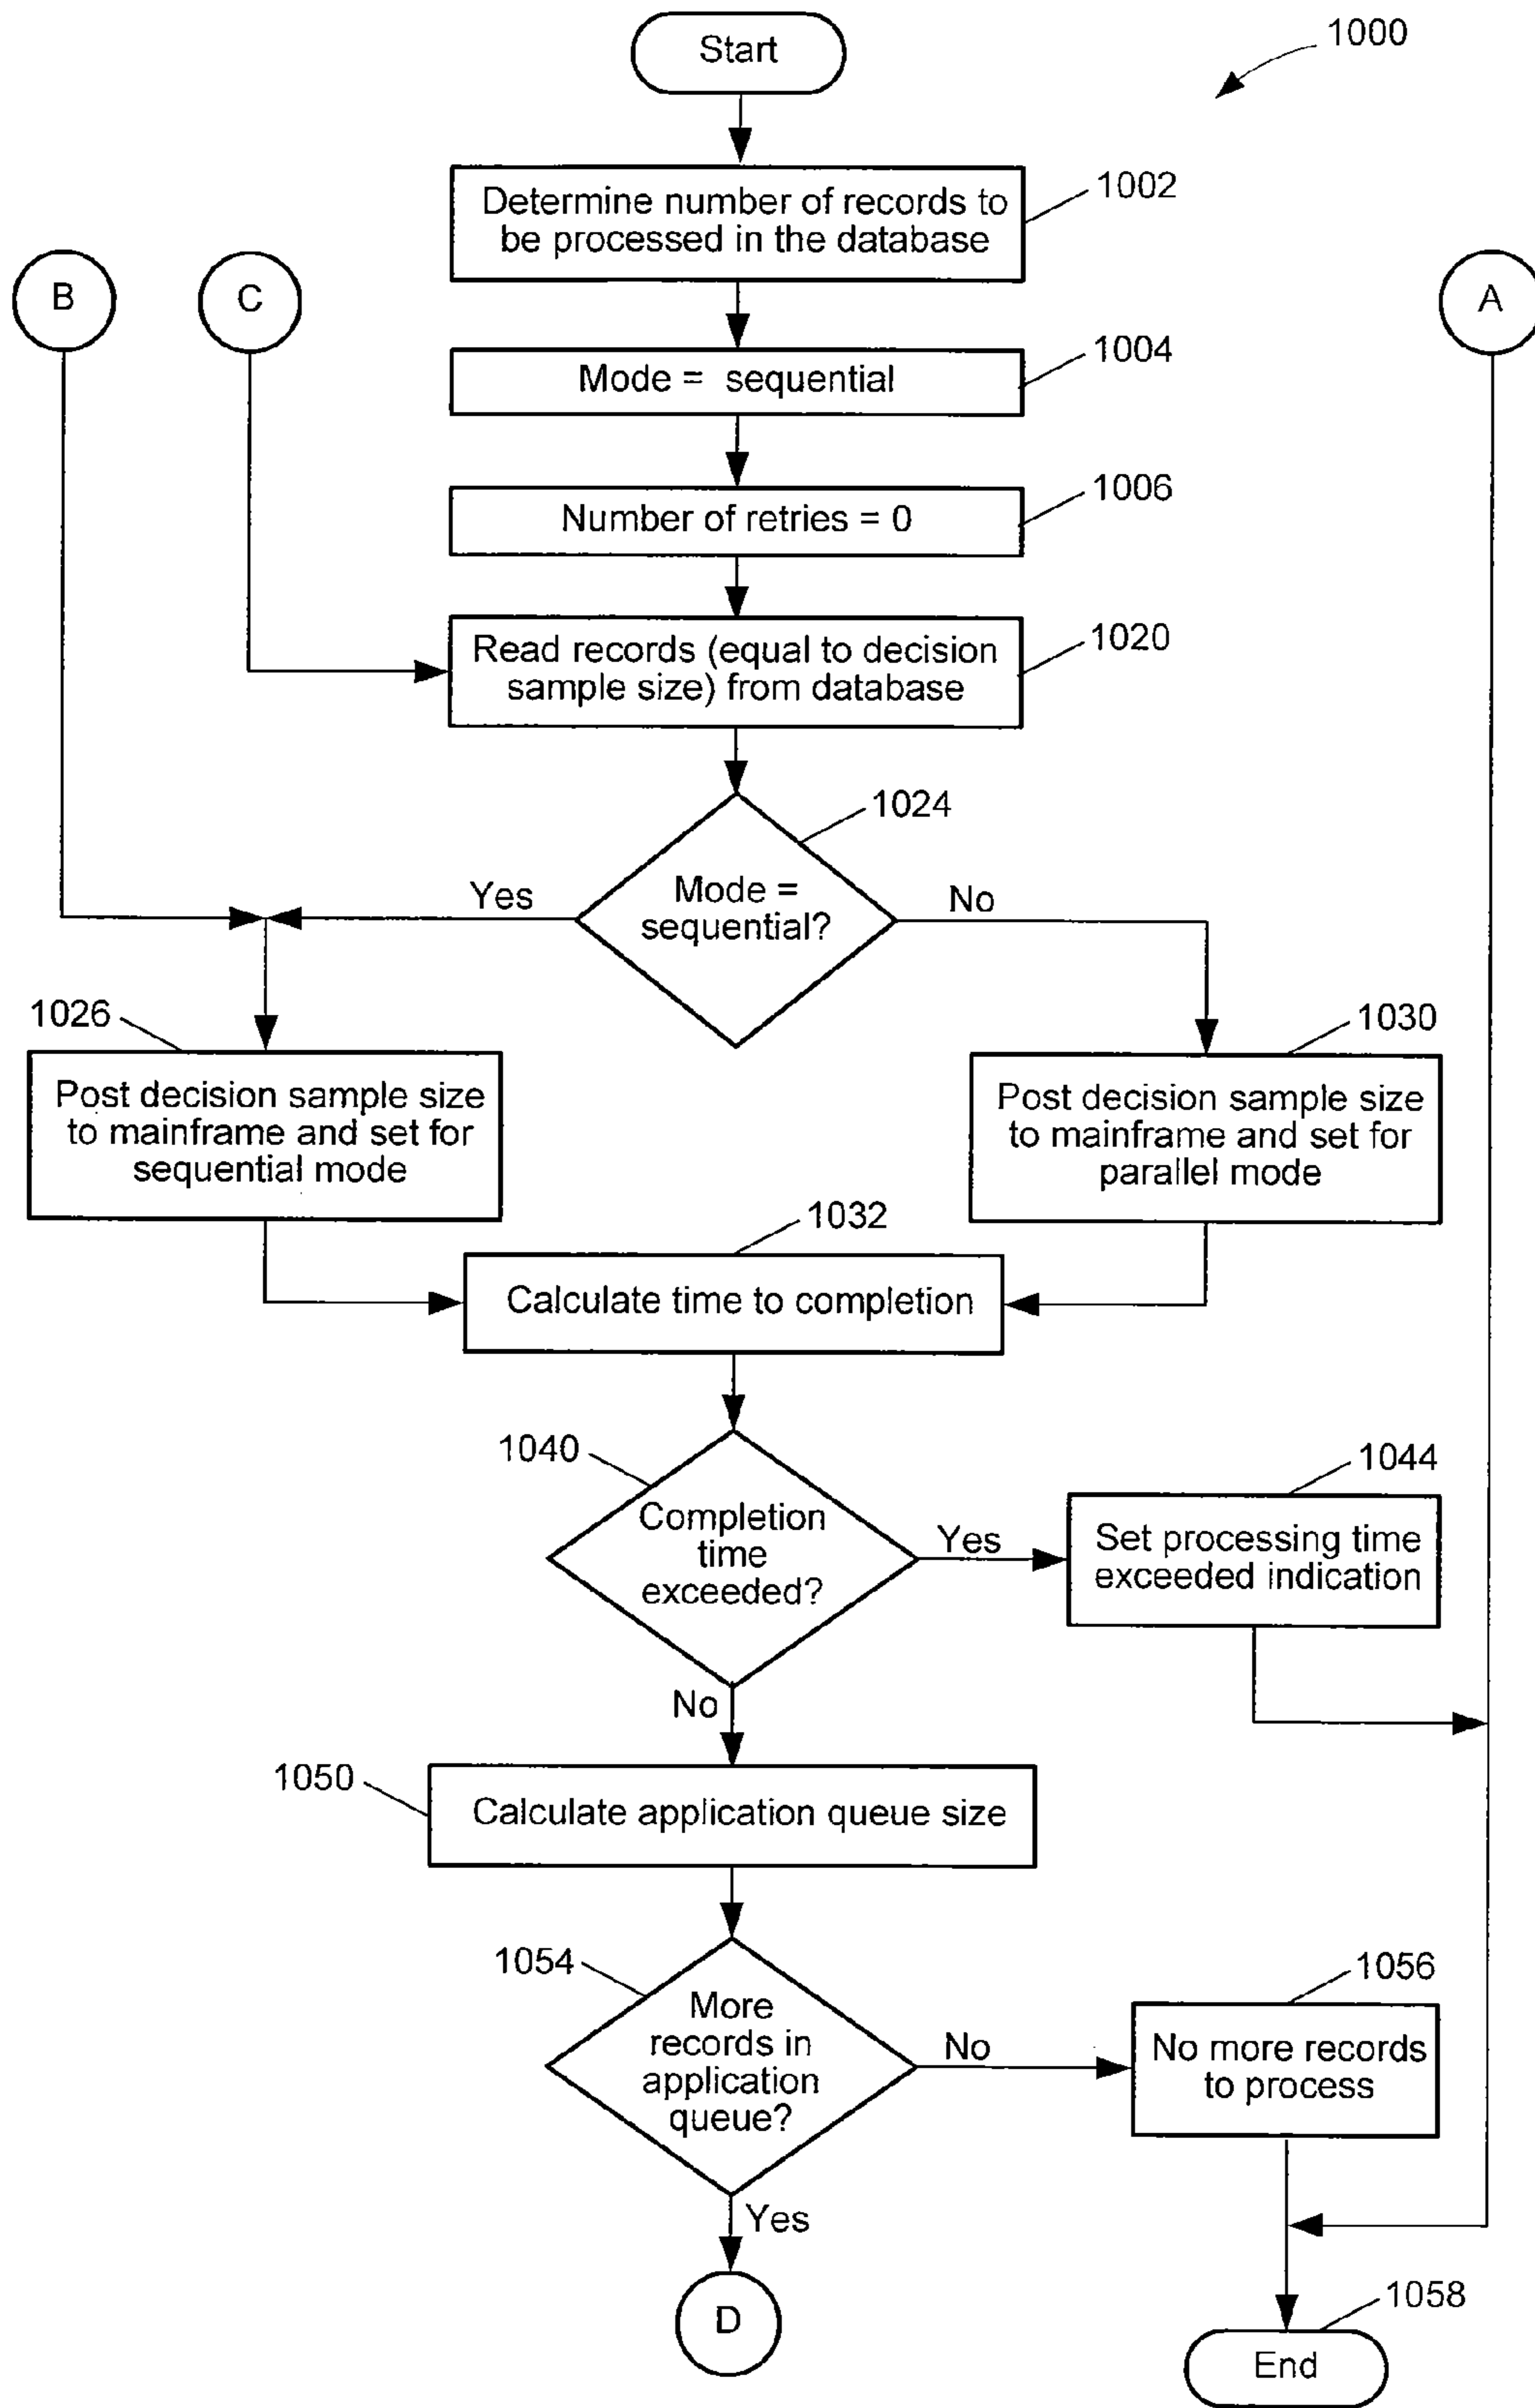 Start
1000
Determine number of records to
be processed in the database
1002
B
C
A
Mode = sequential
1004
Number of retries = 0
1006
Read records (equal to decision
sample size) from database
1020
1024
Mode =
sequential?
Yes
No
1026
Post decision sample size
to mainframe and set for
sequential mode
1030
Post decision sample size
to mainframe and set for
parallel mode
1032
Calculate time to completion
1040
Completion
time
exceeded?
Yes
1044
Set processing time
exceeded indication
No
1050
Calculate application queue size
1054
More
records in
application
queue?
No
1056
No more records
to process
Yes
D
1058
End